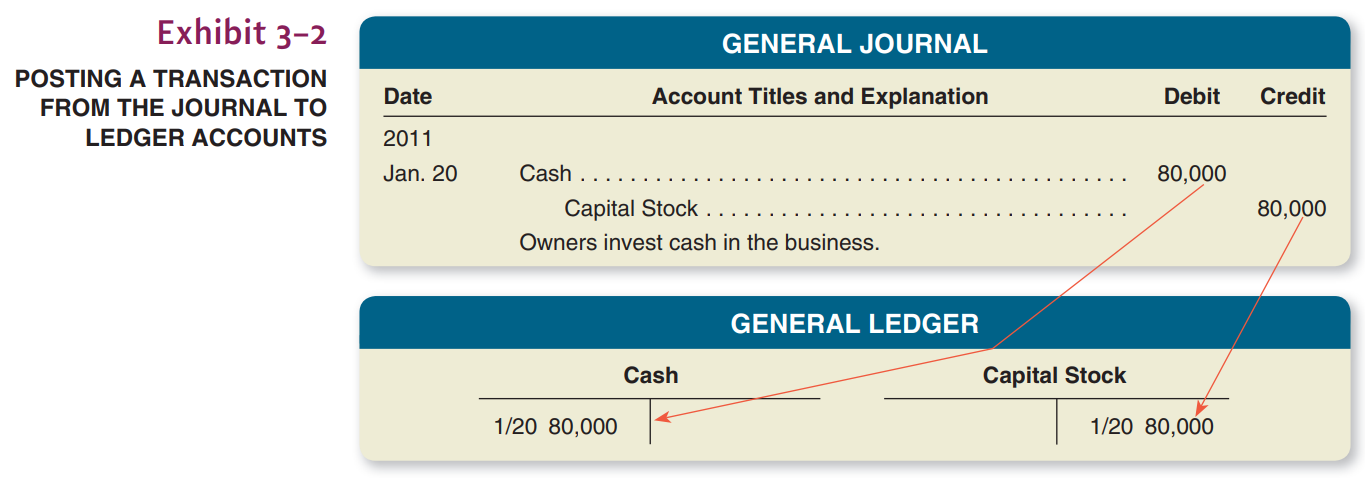 Exhibit 3–2
POSTING A TRANSACTION
FROM THE JOURNAL TO
LEDGER ACCOUNTS
GENERAL JOURNAL
Date Account Titles and Explanation Debit Credit
2011
Jan. 20 Cash . . . . . . . . . . . . . . . . . . . . . . . . . . . . . . . . . . . . . . . . . . . . 80,000
Capital Stock . . . . . . . . . . . . . . . . . . . . . . . . . . . . . . . . . . 80,000
Owners invest cash in the business.
GENERAL LEDGER
Cash Capital Stock
1/20 80,000 1/20 80,000